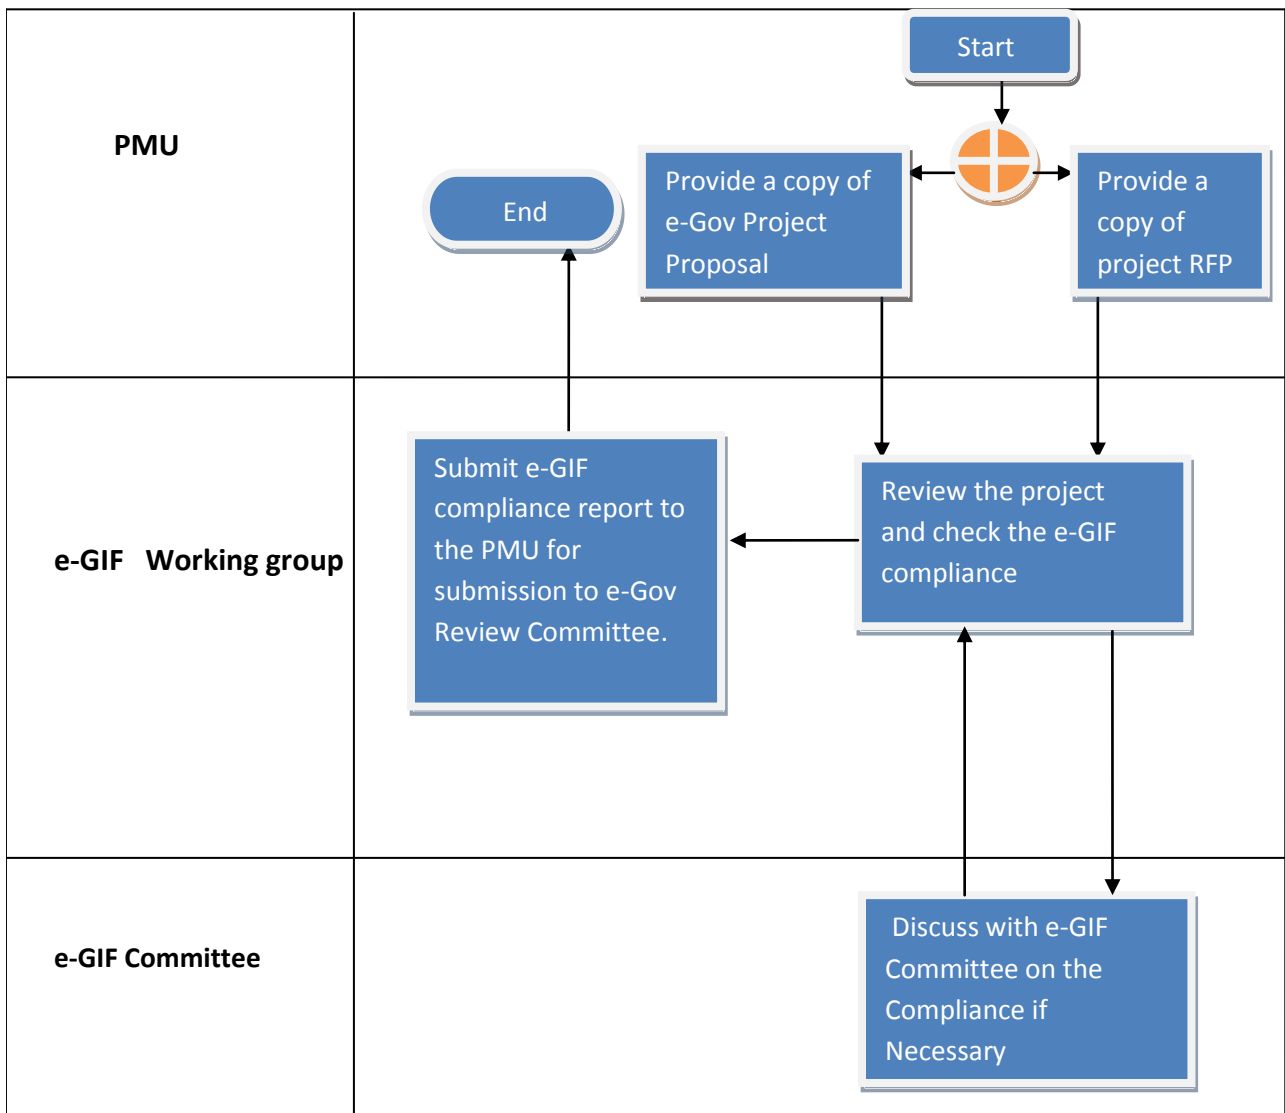 Start
PMU
Provide a copy of
e-Gov Project
Proposal
Provide a
copy of
project RFP
End
e-GIF Working group
Submit e-GIF
compliance report to
the PMU for
submission to e-Gov
Review Committee.
Review the project
and check the e-GIF
compliance
e-GIF Committee
Discuss with e-GIF
Committee on the
Compliance if
Necessary